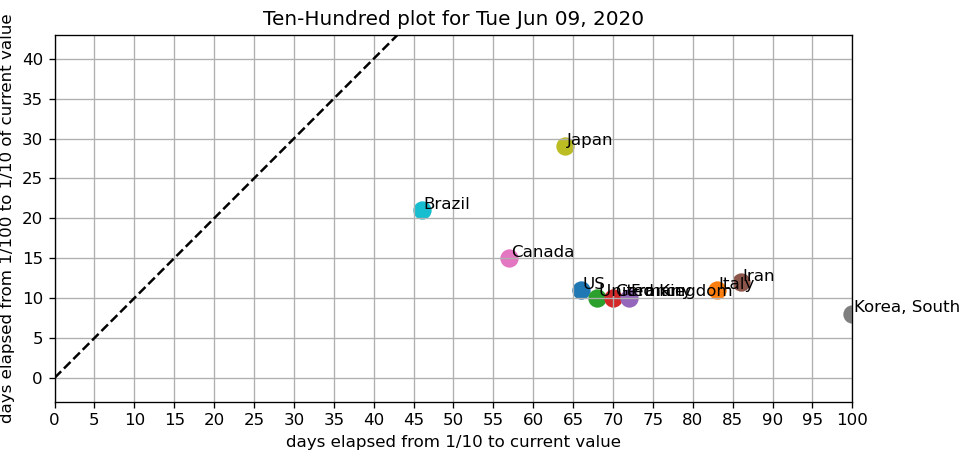 Ten-Hundred plot for Tue Jun 09, 2020
days elapsed from 1/100 to 1/10 of current value
40
35
30
25
20
15
10
5
0
Japan
Brazil
Canada
US
United Kingdom
Germany
Italy
Iran
Korea, South
0 5 10 15 20 25 30 35 40 45 50 55 60 65 70 75 80 85 90 95 100
days elapsed from 1/10 to current value